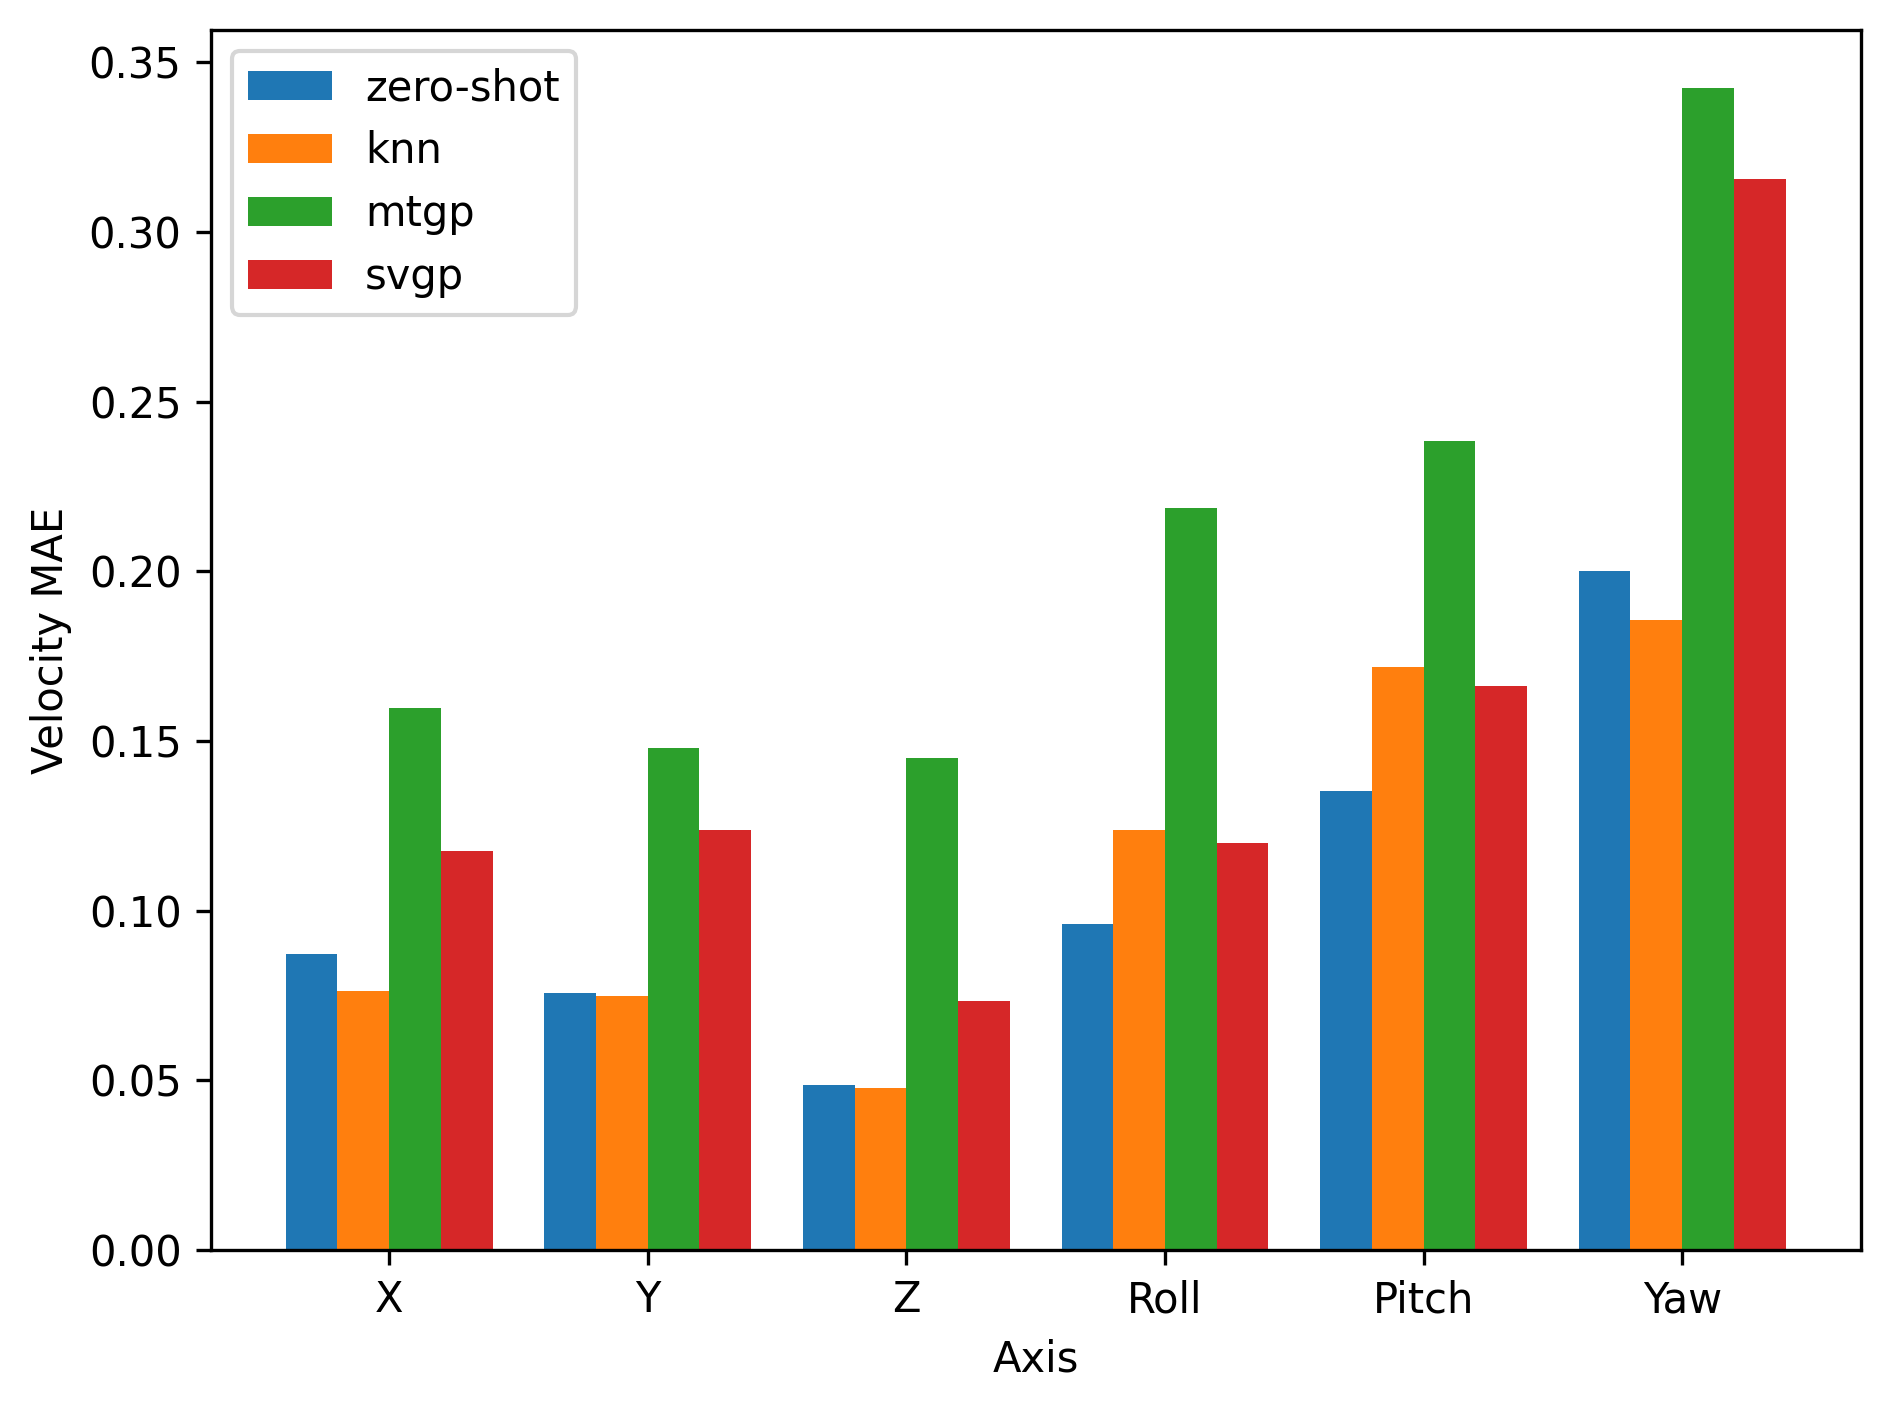 0.35
0.30
0.25
0.20
0.15
0.10
0.05
0.00
Velocity MAE
zero-shot
knn
mtgp
svgp
X Y Z Roll Pitch Yaw
Axis